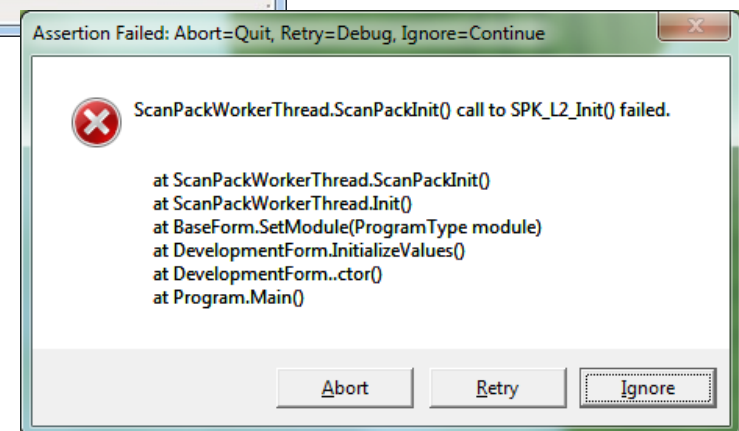 Assertion Failed: Abort=Quit, Retry=Debug, Ignore=Continue
ScanPackWorkerThread.ScanPackInit() call to SPK_L2_Init() failed.
at ScanPackWorkerThread.ScanPackInit()
at ScanPackWorkerThread.Init()
at BaseForm.SetModule(ProgramType module)
at DevelopmentForm.InitializeValues()
at DevelopmentForm..ctor()
at Program.Main()
Abort Retry Ignore